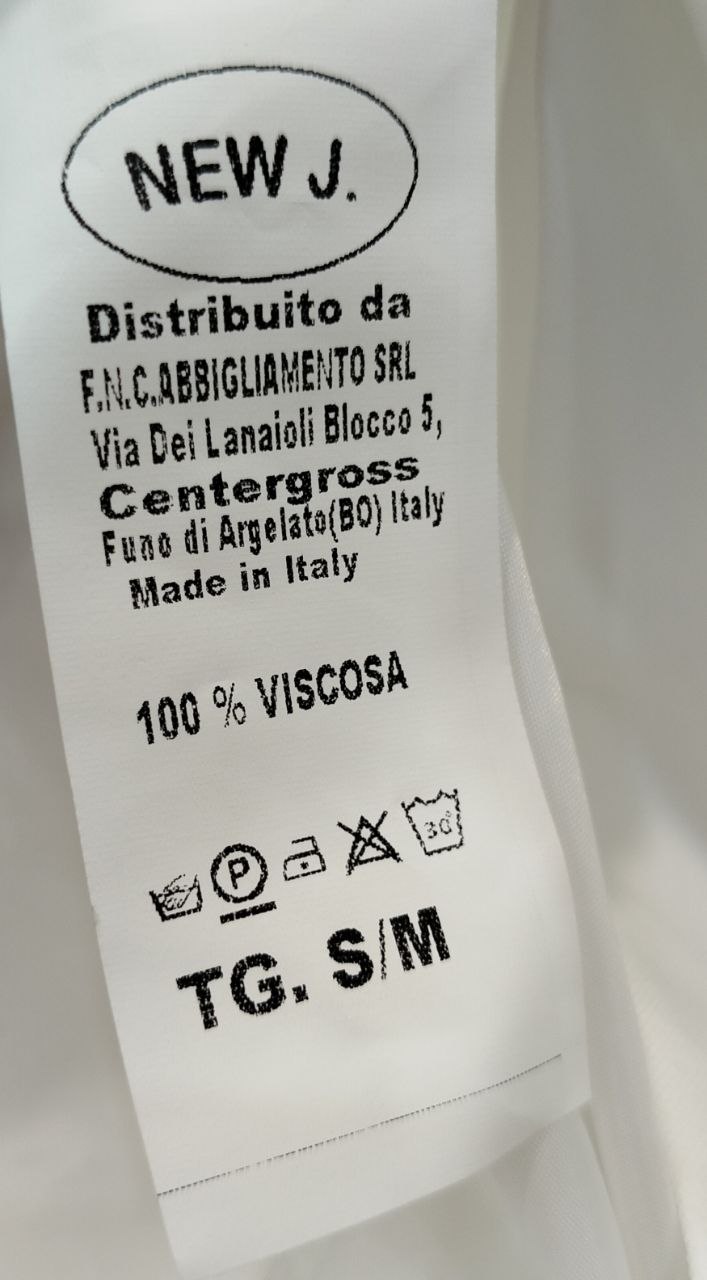 NEW J.
Distribuito da
F.N.C.ABBIGLIAMENTO SRL
Via Dei Lanaioli Blocco 5,
Centergross
Funo di Argelato(BO) Italy
Made in Italy
100 % VISCOSA
P 30°
TG. S/M